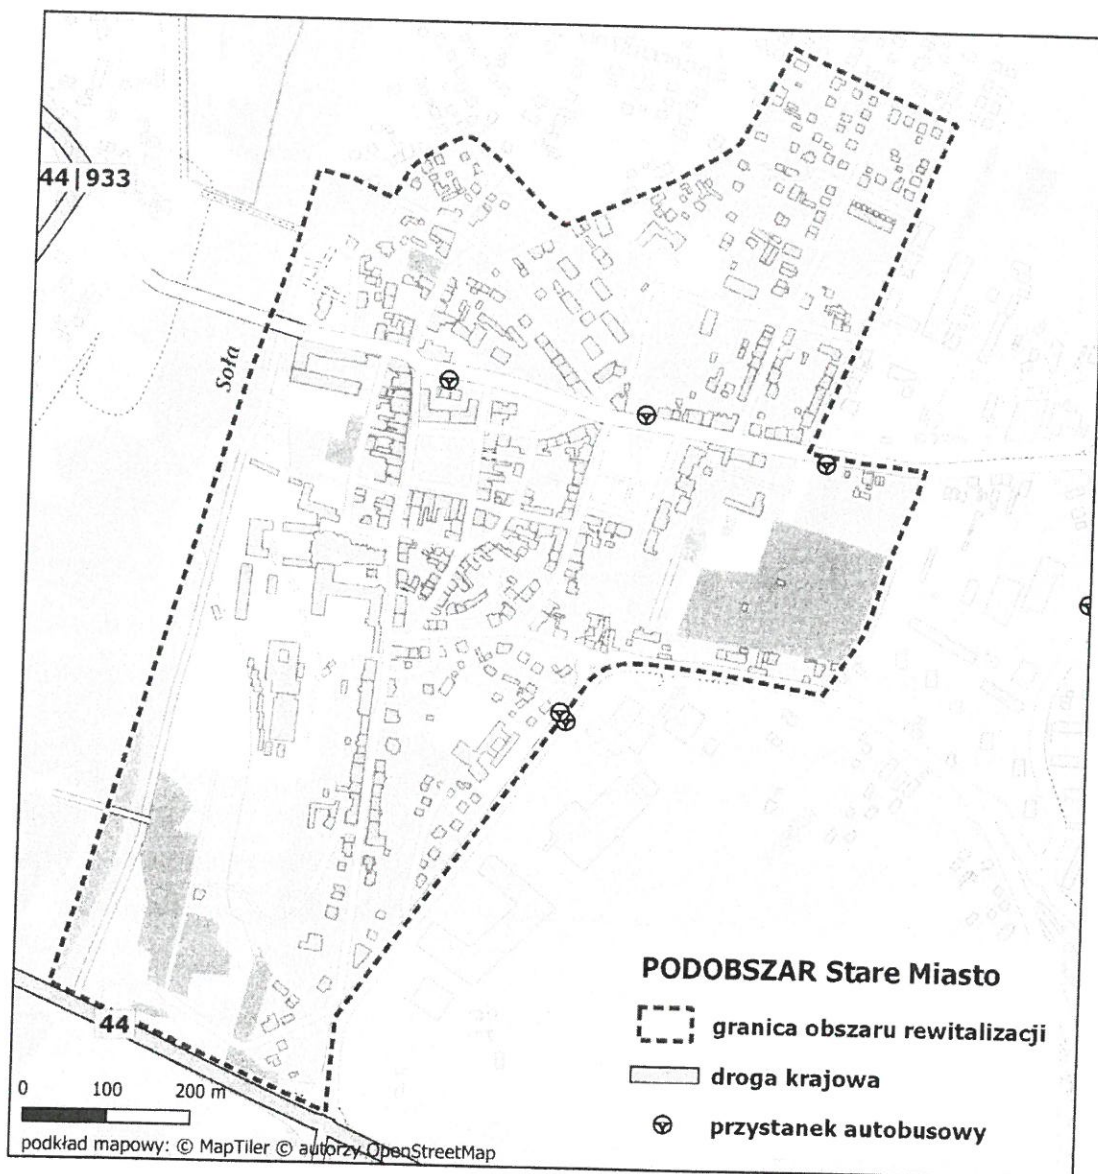 44|933
Soła
44
PODOBSZAR Stare Miasto
granica obszaru rewitalizacji
droga krajowa
przystanek autobusowy
0 100 200 m
podkład mapowy: © MapTiler © autorzy OpenStreetMap